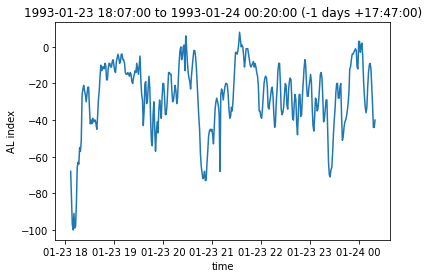 1993-01-23 18:07:00 to 1993-01-24 00:20:00 (-1 days +17:47:00)
0
−20
−40
−60
−80
−100
AL index
01-23 18 01-23 19 01-23 20 01-23 21 01-23 22 01-23 23 01-24 00
time